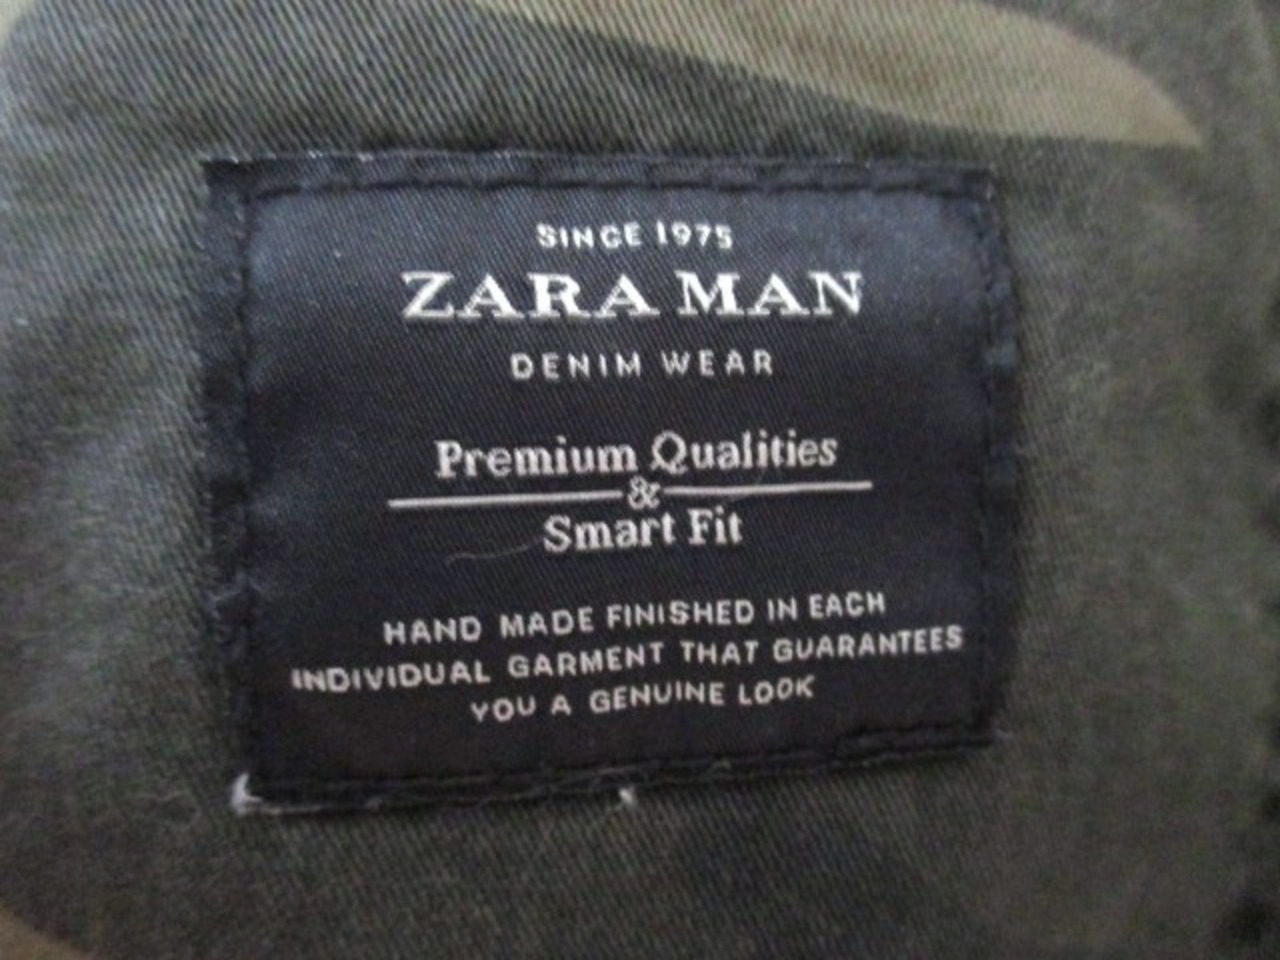 SINCE 1975
ZARA MAN
DENIM WEAR
Premium Qualities
&
Smart Fit
HAND MADE FINISHED IN EACH
INDIVIDUAL GARMENT THAT GUARANTEES
YOU A GENUINE LOOK